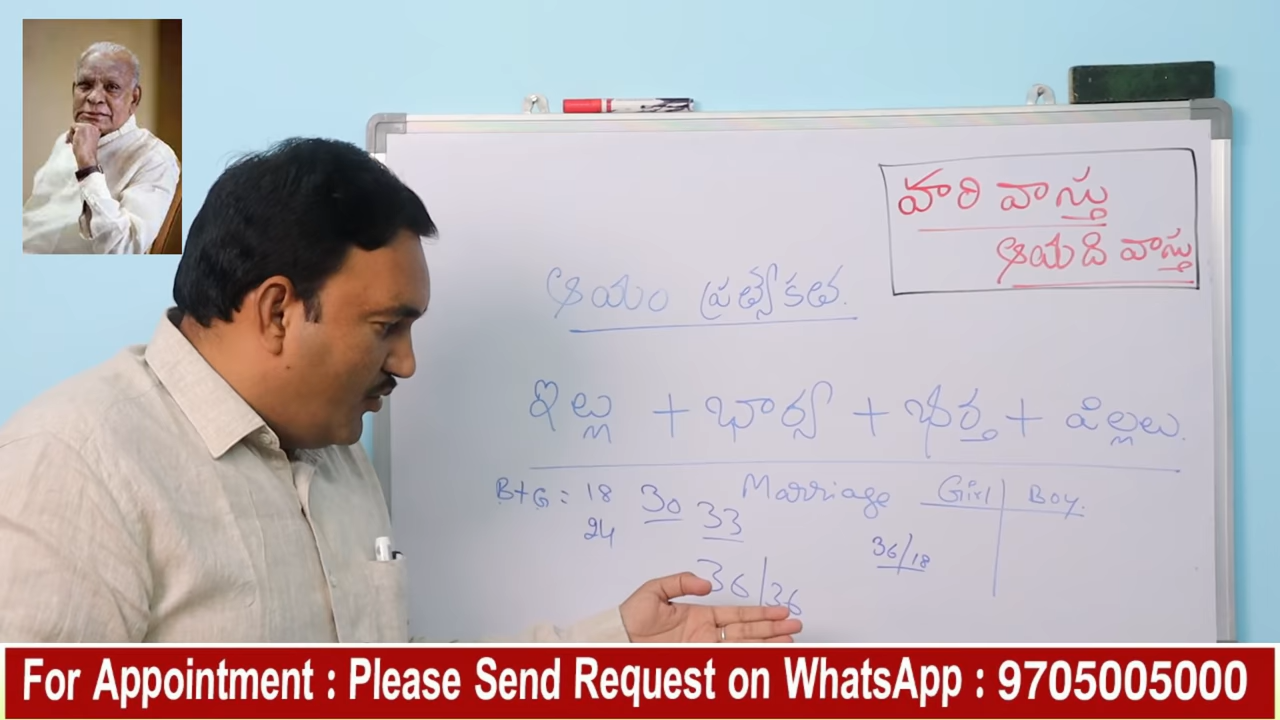 హరి వాస్తు
ఆయది వాస్తు
ఆయం ప్రత్యేకత.
ఇల్లు + భార్య + భర్త + పిల్లలు.
B+G = 18 30 33 Marriage Girl Boy.
24
36/18
36/36
For Appointment : Please Send Request on WhatsApp : 9705005000